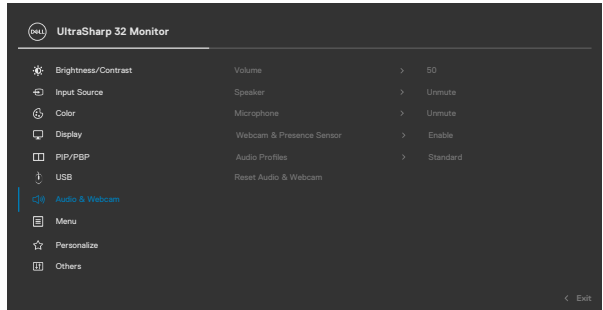 DELL UltraSharp 32 Monitor
Brightness/Contrast Volume > 50
Input Source Speaker > Unmute
Color Microphone > Unmute
Display Webcam & Presence Sensor > Enable
PIP/PBP Audio Profiles > Standard
USB Reset Audio & Webcam
Audio & Webcam
Menu
Personalize
Others
< Exit